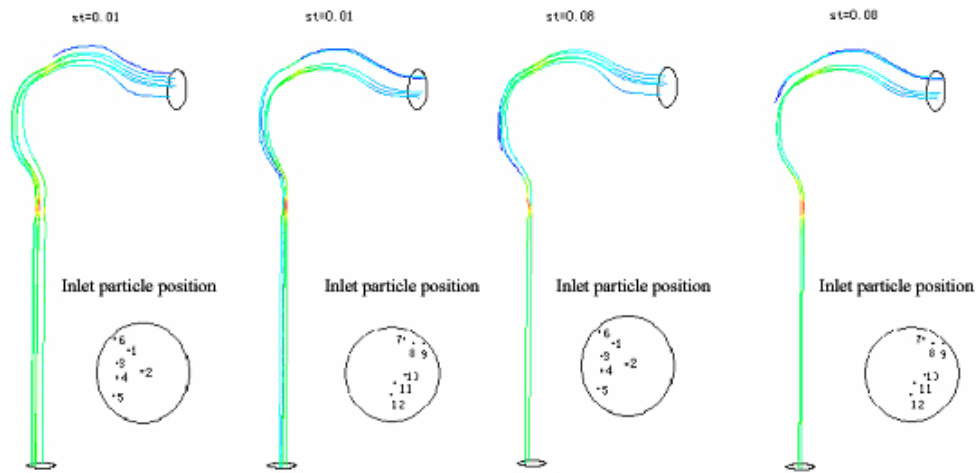 st=0.01
st=0.01
st=0.08
st=0.08
Inlet particle position
Inlet particle position
Inlet particle position
Inlet particle position
6
1
3
2
4
5
7
8 9
10
11
12
6
1
3
2
4
5
7
8 9
10
11
12